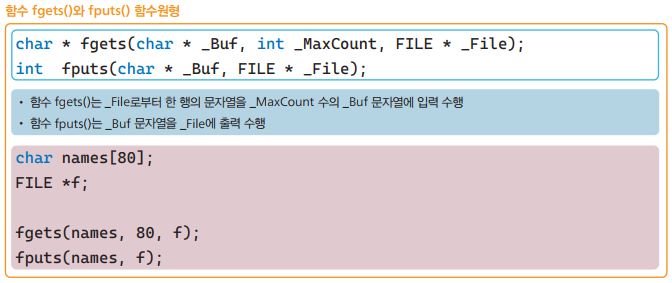 함수 fgets()와 fputs() 함수원형
char * fgets(char * _Buf, int _MaxCount, FILE * _File);
int  fputs(char * _Buf, FILE * _File);
• 함수 fgets()는 _File로부터 한 행의 문자열을 _MaxCount 수의 _Buf 문자열에 입력 수행
• 함수 fputs()는 _Buf 문자열을 _File에 출력 수행
char names[80];
FILE *f;
fgets(names, 80, f);
fputs(names, f);